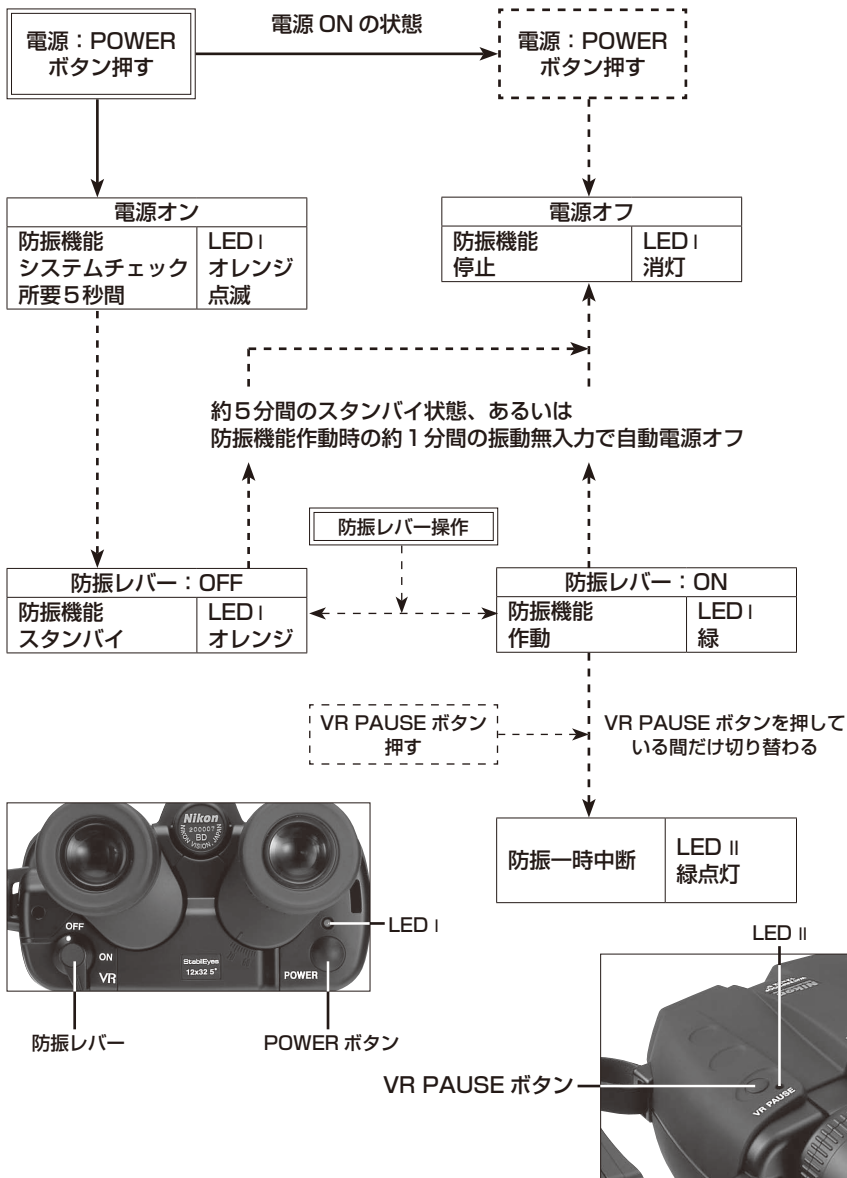 電源：POWER
ボタン押す
電源 ON の状態
電源：POWER
ボタン押す
電源オン
防振機能
システムチェック
所要5秒間
LED I
オレンジ
点滅
電源オフ
防振機能
停止
LED I
消灯
約5分間のスタンバイ状態、あるいは
防振機能作動時の約1分間の振動無入力で自動電源オフ
防振レバー操作
防振レバー：OFF
防振機能
スタンバイ
LED I
オレンジ
防振レバー：ON
防振機能
作動
LED I
緑
VR PAUSE ボタン
押す
VR PAUSE ボタンを押して
いる間だけ切り替わる
防振一時中断
LED II
緑点灯
Nikon
200007
BD
NIKON VISION JAPAN
OFF
ON
VR
StabilEyes
12x32 5°
POWER
LED I
防振レバー
POWER ボタン
LED II
VR PAUSE ボタン
Nikon
VR PAUSE